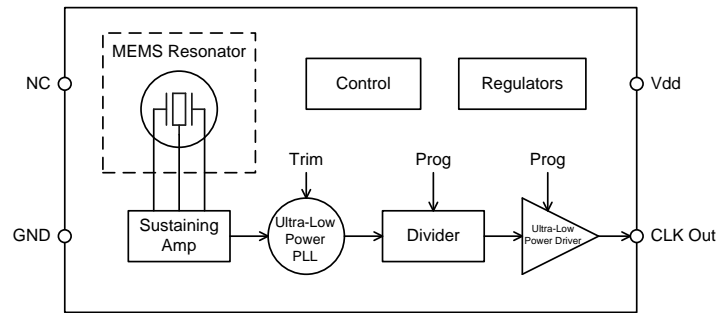 MEMS Resonator
NC
Control
Regulators
Vdd
Trim
Prog
Prog
GND
Sustaining
Amp
Ultra-Low
Power
PLL
Divider
Ultra-Low
Power Driver
CLK Out